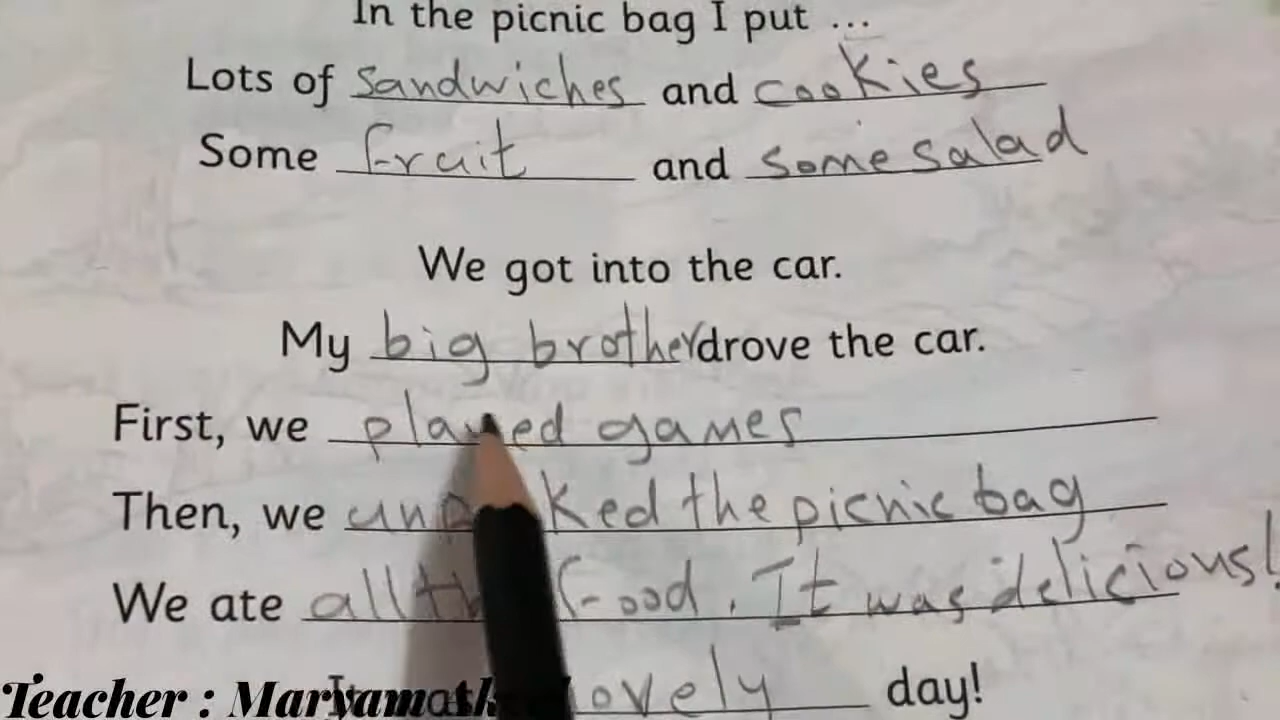 In the picnic bag I put ...
Lots of sandwiches and cookies
Some fruit and some salad
We got into the car.
My big brother drove the car.
First, we played games
Then, we un ked the picnic bag
We ate all food. It was delicious!
day!
Teacher :